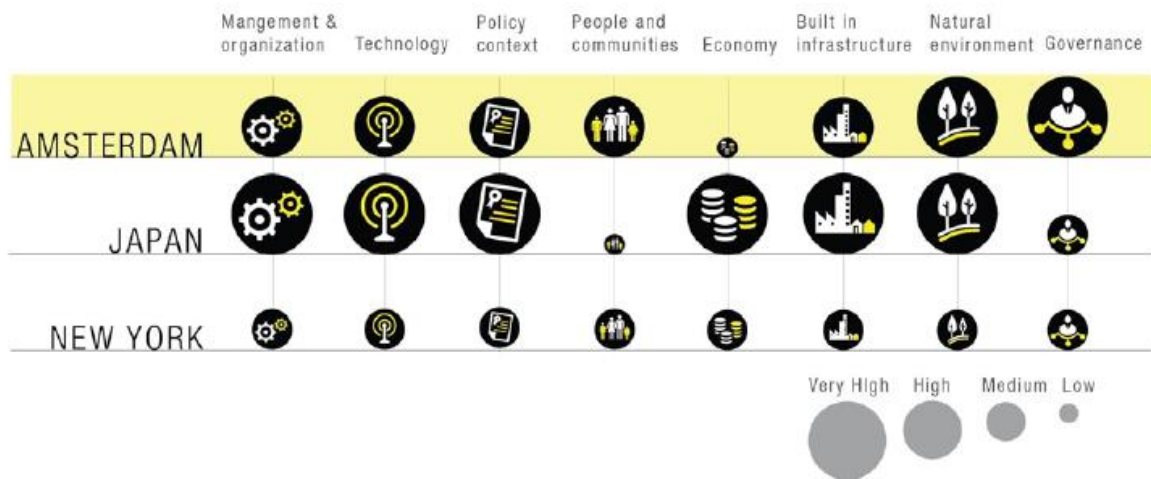 Mangement &
organization
Technology
Policy
context
People and
communities
Economy
Built in
infrastructure
Natural
environment
Governance
AMSTERDAM
JAPAN
NEW YORK
Very HIgh
High
Medium
Low